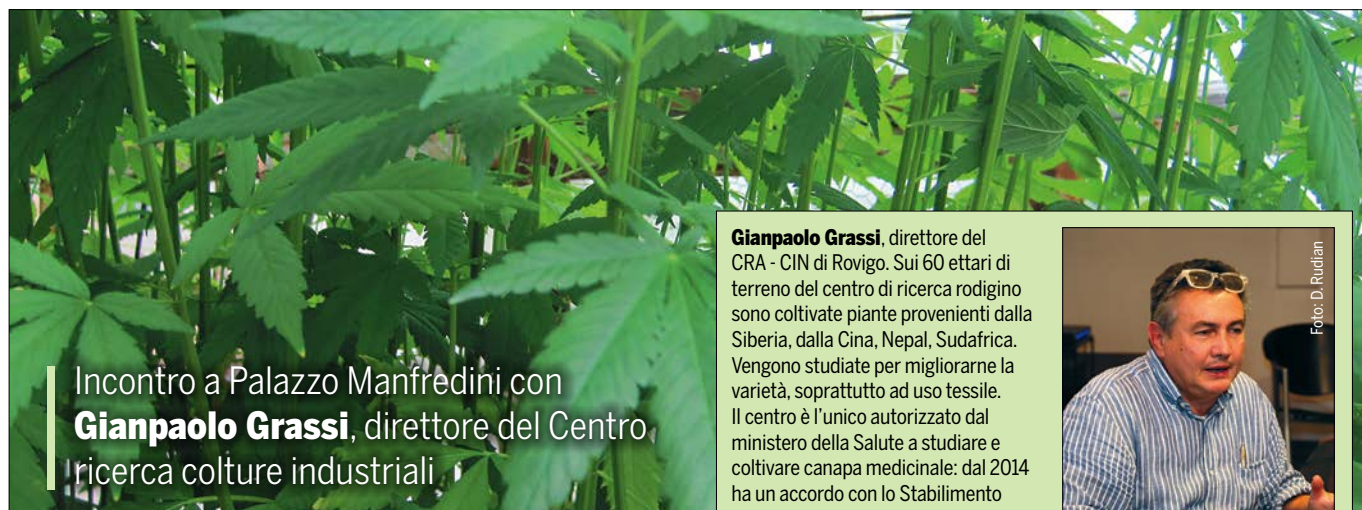 Incontro a Palazzo Manfredini con
Gianpaolo Grassi, direttore del Centro
ricerca colture industriali
Gianpaolo Grassi, direttore del
CRA - CIN di Rovigo. Sui 60 ettari di
terreno del centro di ricerca rodigino
sono coltivate piante provenienti dalla
Siberia, dalla Cina, Nepal, Sudafrica.
Vengono studiate per migliorarne la
varietà, soprattutto ad uso tessile.
Il centro è l'unico autorizzato dal
ministero della Salute a studiare e
coltivare canapa medicinale: dal 2014
ha un accordo con lo Stabilimento
Foto: D. Rudian